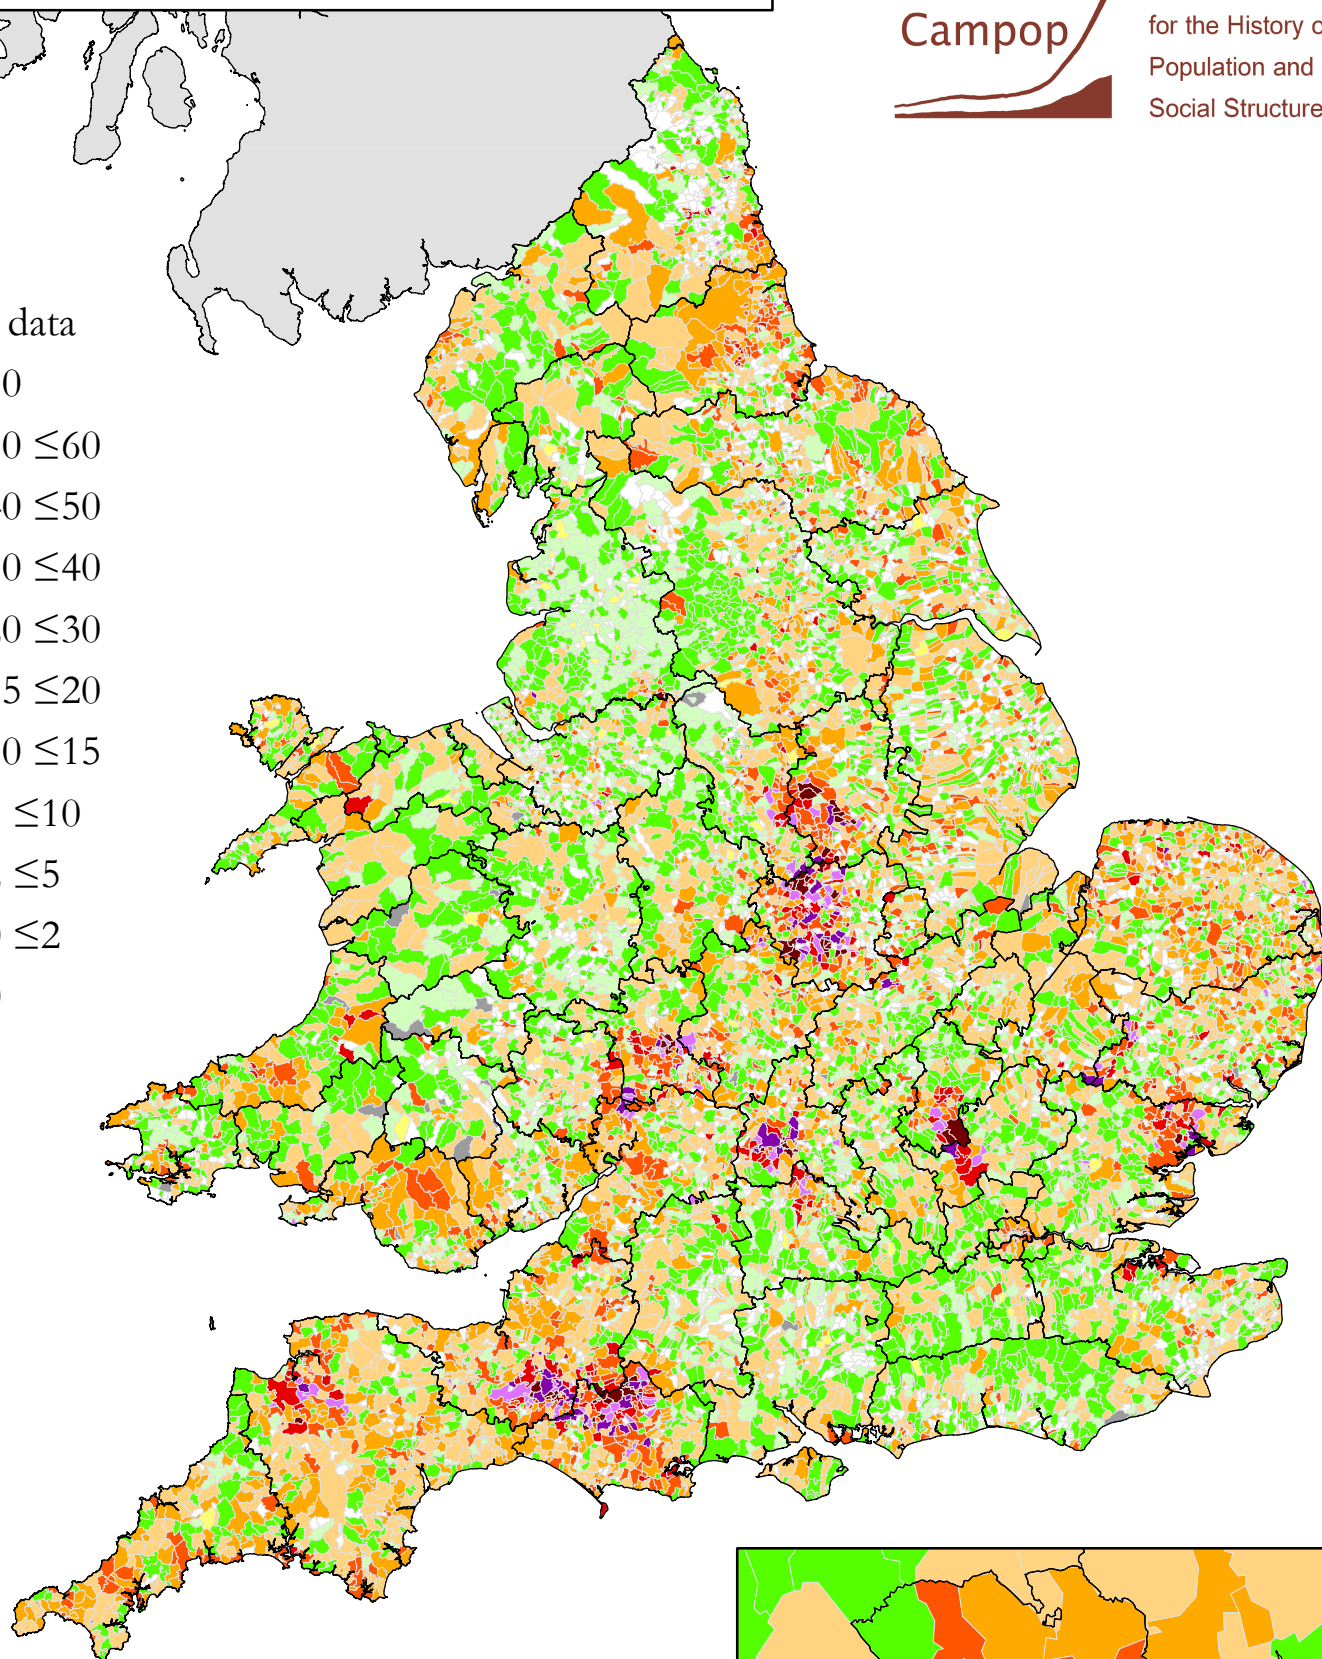 Campop
for the History o
Population and
Social Structure
data
0
0 ≤60
0 ≤50
0 ≤40
0 ≤30
5 ≤20
0 ≤15
≤10
≤5
≤2